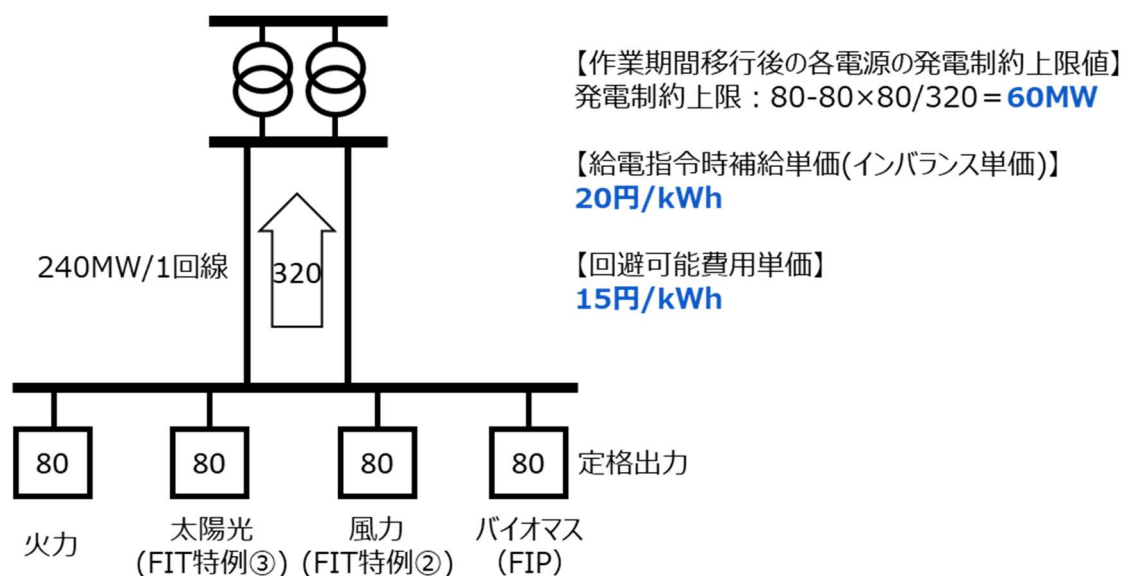 【作業期間移行後の各電源の発電制約上限値】
発電制約上限：80-80×80/320＝60MW
【給電指令時補給単価(インバランス単価)】
20円/kWh
【回避可能費用単価】
15円/kWh
240MW/1回線
320
80
80
80
80
定格出力
火力
太陽光
(FIT特例③)
風力
(FIT特例②)
バイオマス
（FIP）